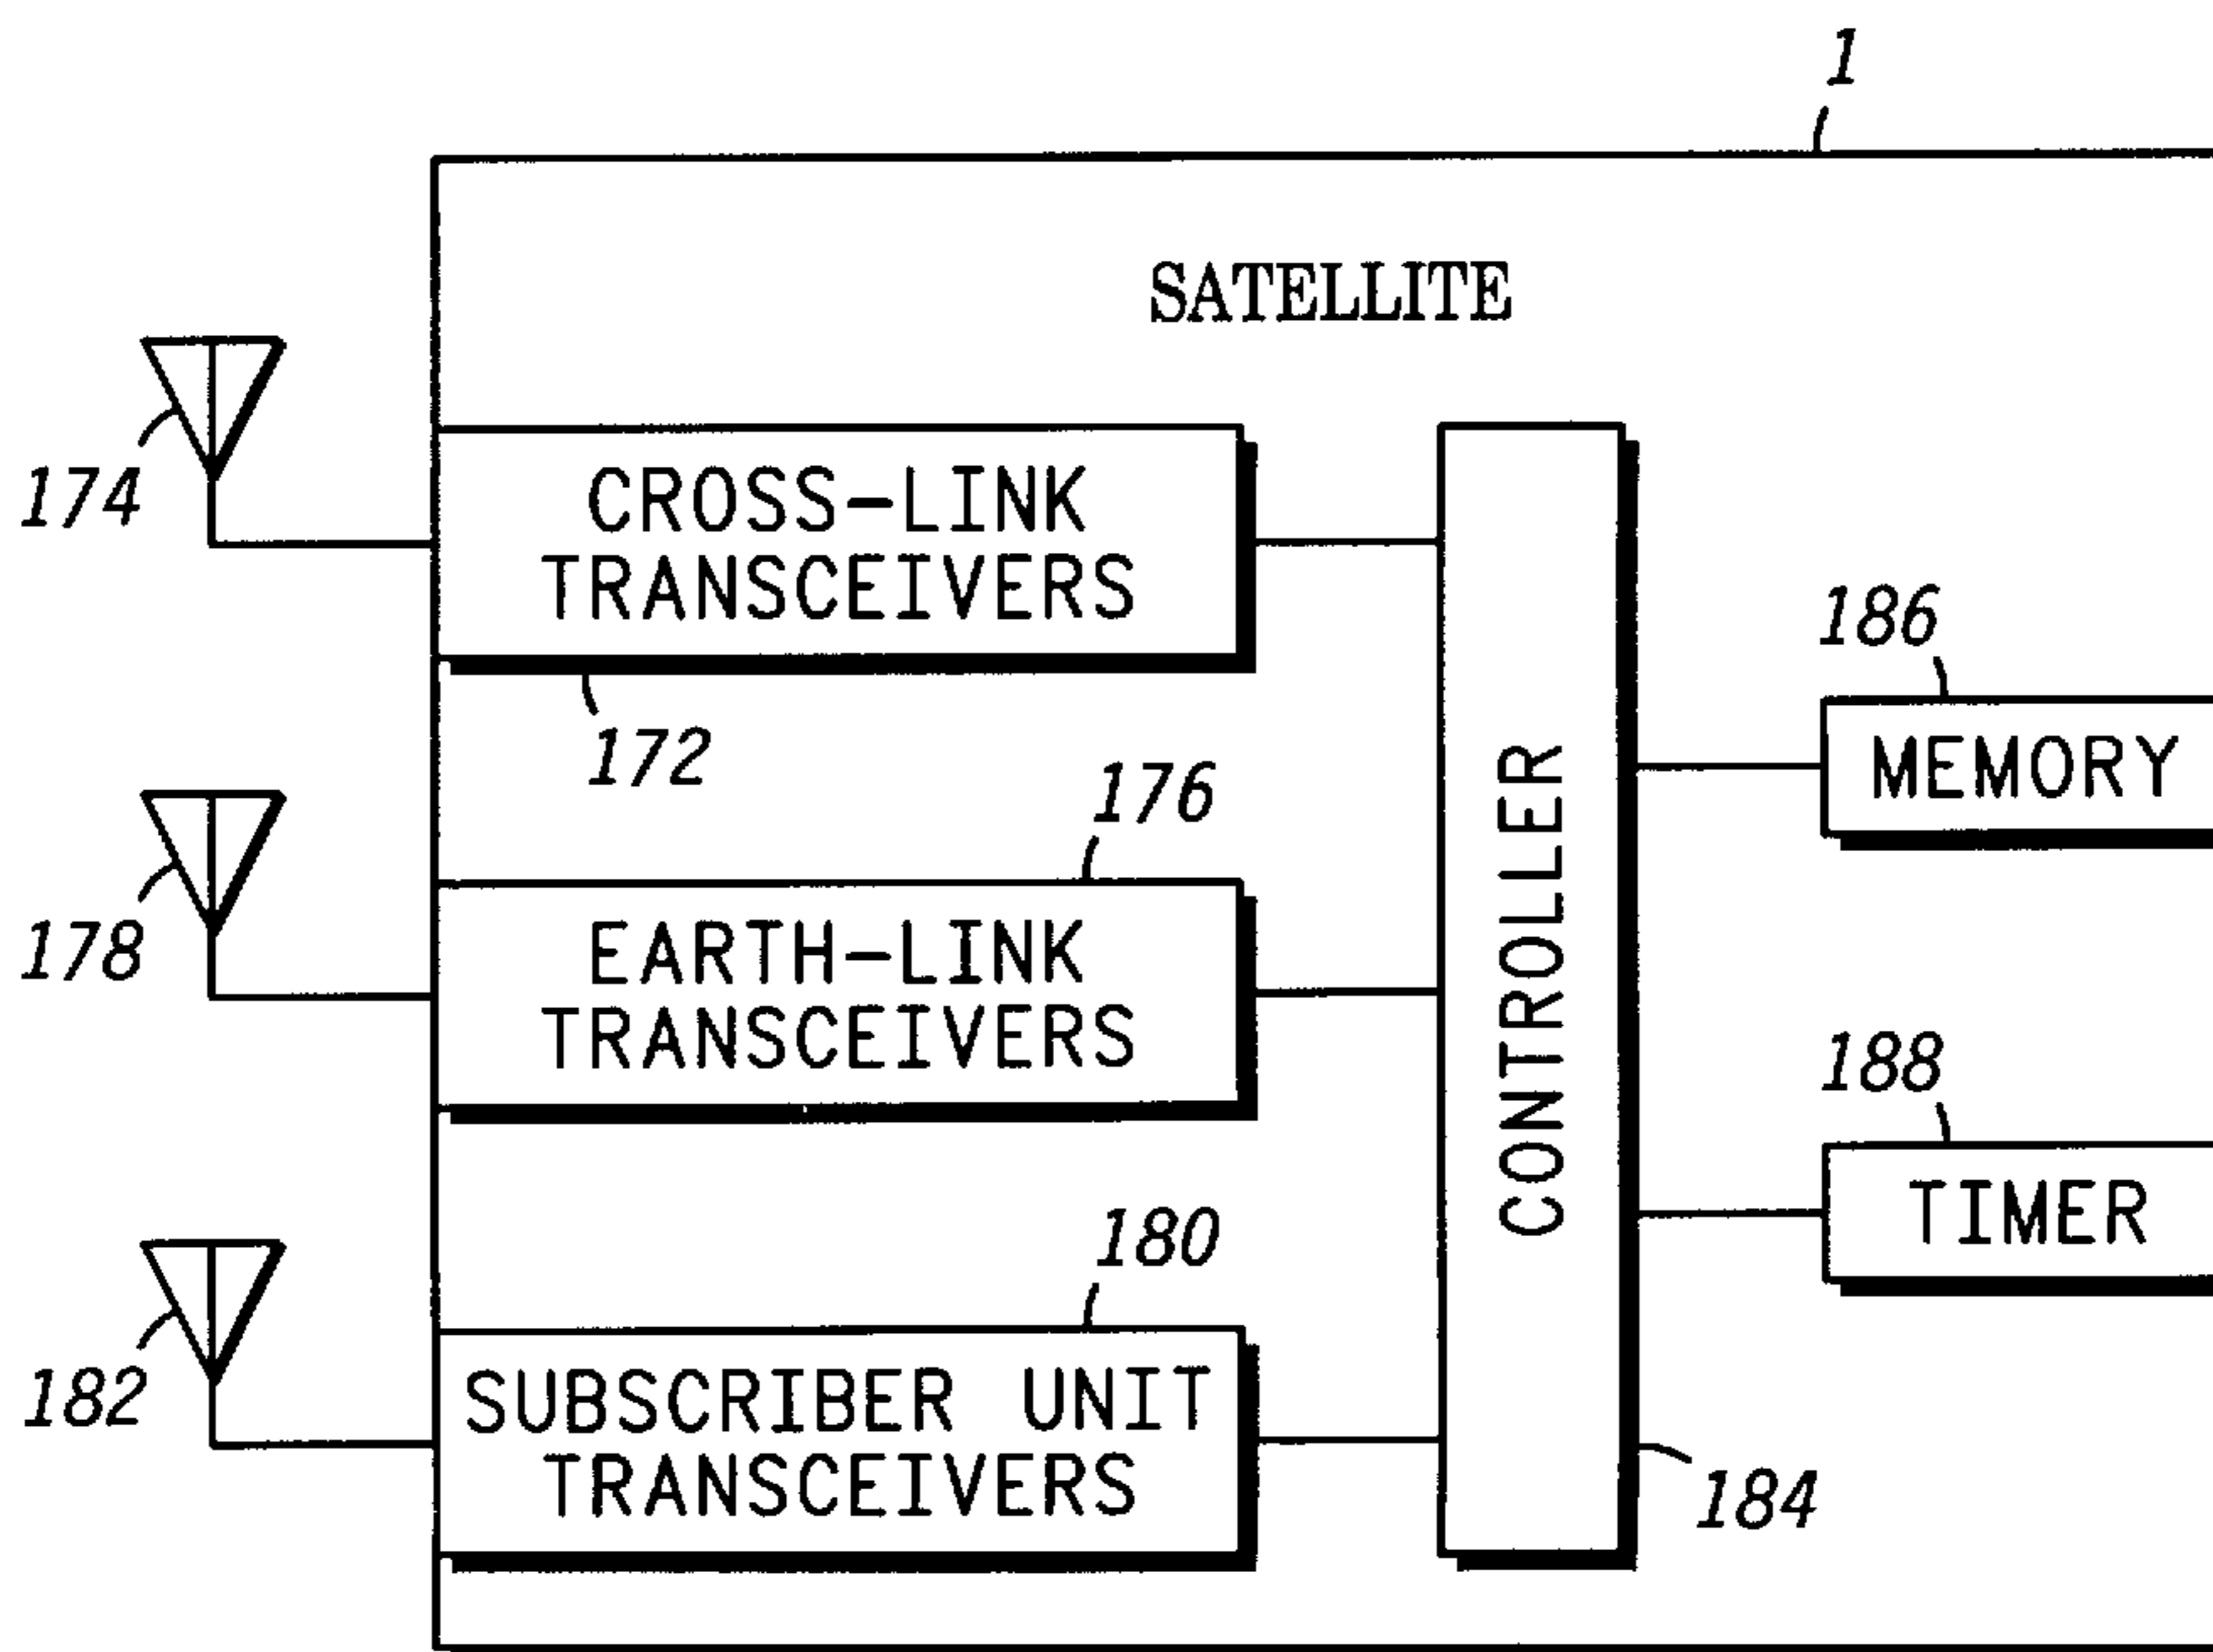 1
SATELLITE
174
CROSS-LINK
TRANSCEIVERS
172
186
MEMORY
178
176
EARTH-LINK
TRANSCEIVERS
CONTROLLER
188
TIMER
182
180
SUBSCRIBER UNIT
TRANSCEIVERS
184